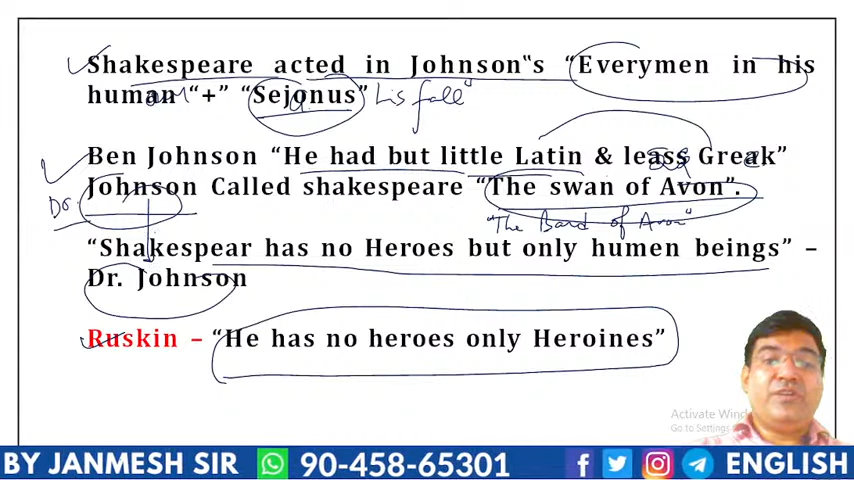 Shakespeare acted in Johnson‟s “Everymen in his
human “+” “Sejonus” his fall"
Ben Johnson “He had but little Latin & leass Greak”
Dr. Johnson Called shakespeare “The swan of Avon”.
"The Bard of Avon"
“Shakespear has no Heroes but only humen beings” –
Dr. Johnson
Ruskin – “He has no heroes only Heroines”
Activate Wind
Go to Settings
BY JANMESH SIR 90-458-65301 ENGLISH